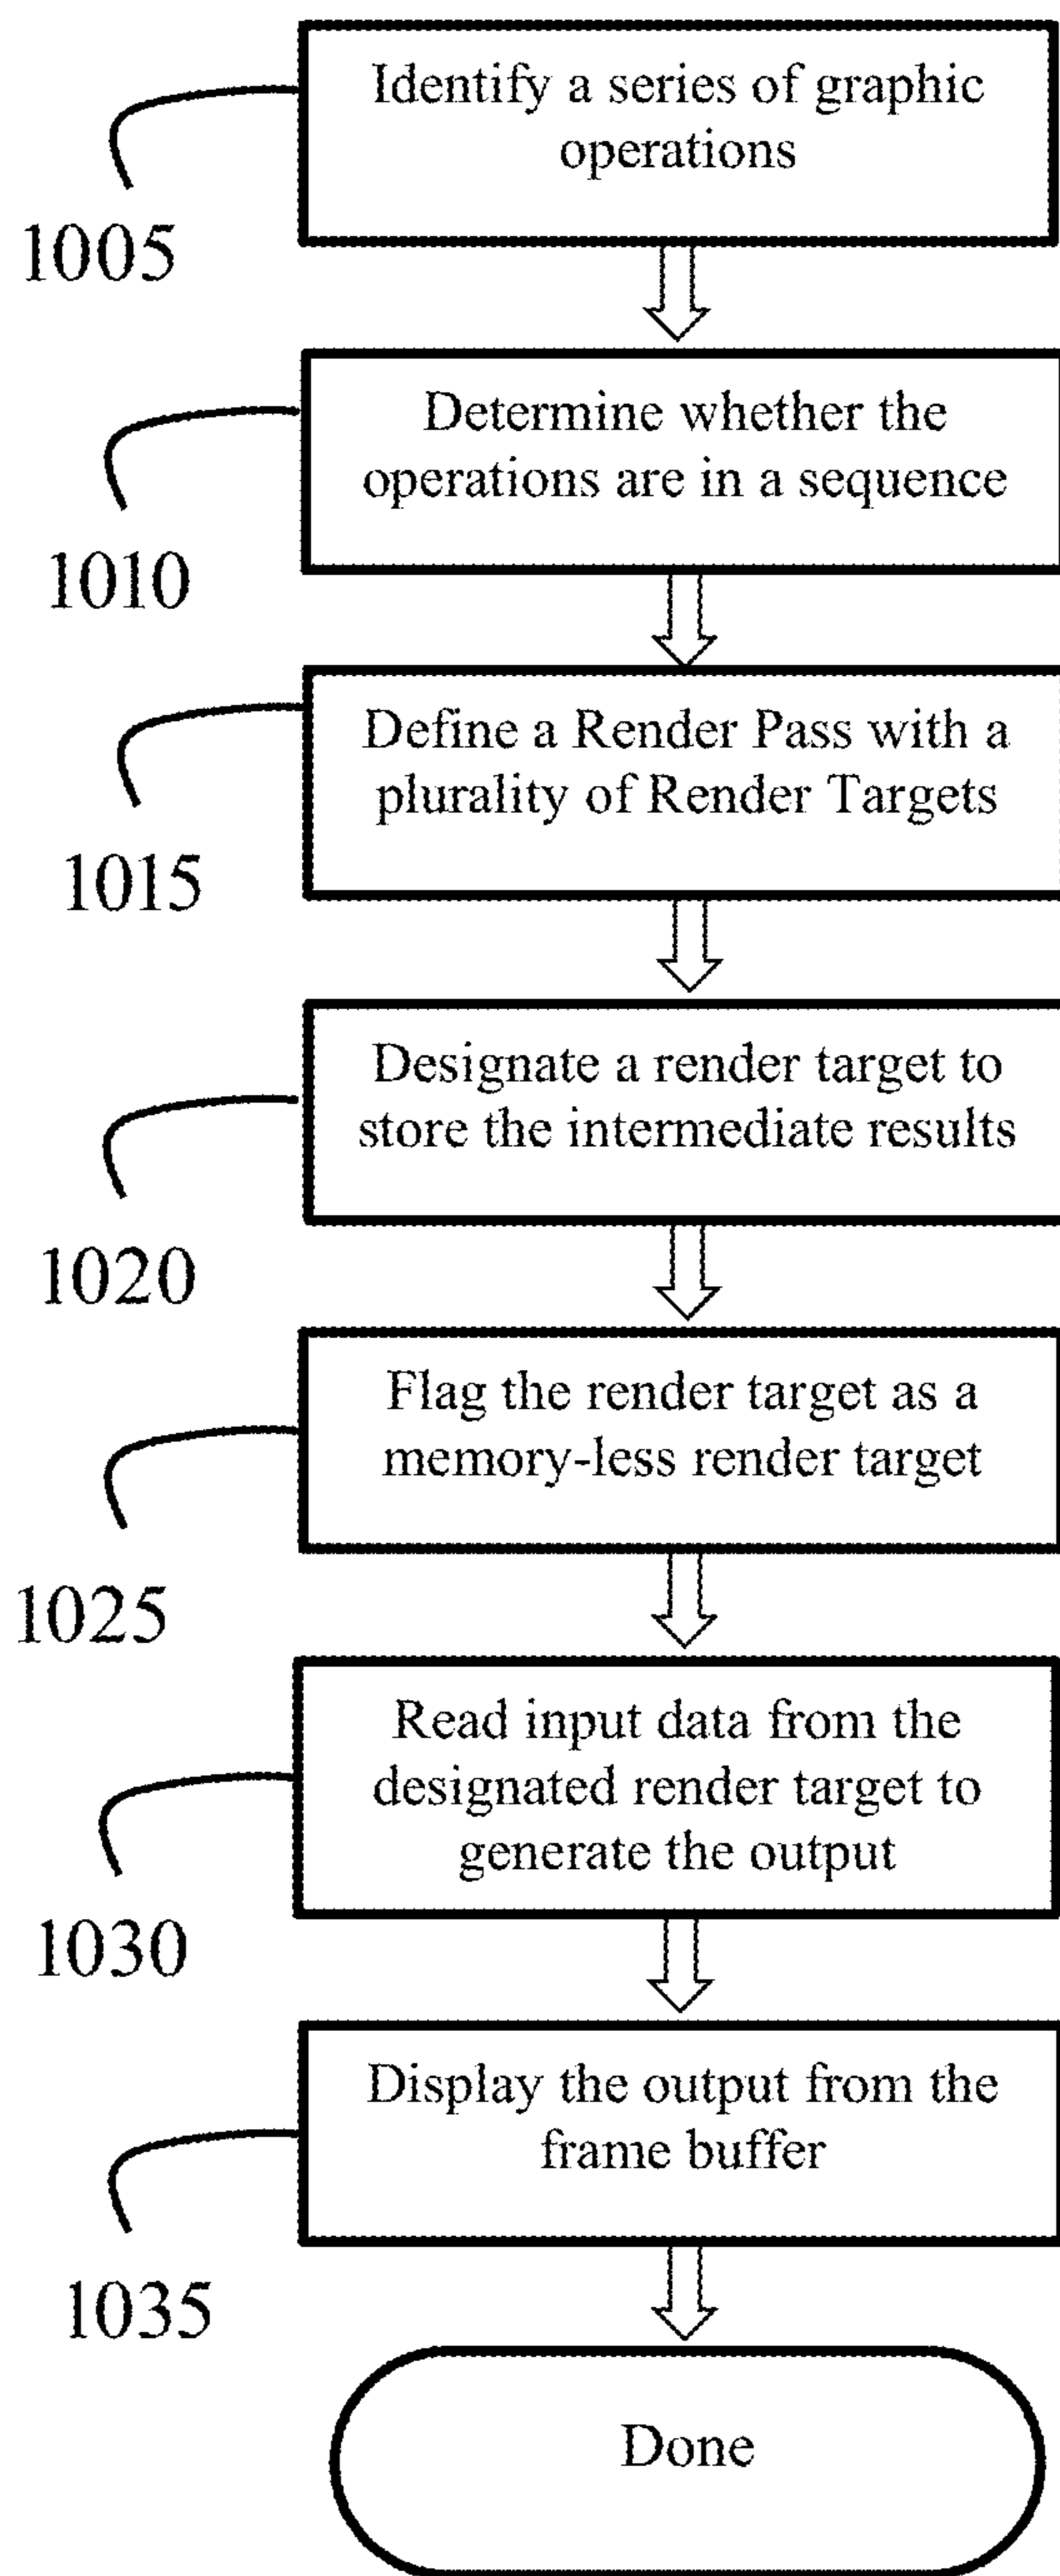 Identify a series of graphic
operations
1005
Determine whether the
operations are in a sequence
1010
Define a Render Pass with a
plurality of Render Targets
1015
Designate a render target to
store the intermediate results
1020
Flag the render target as a
memory-less render target
1025
Read input data from the
designated render target to
generate the output
1030
Display the output from the
frame buffer
1035
Done